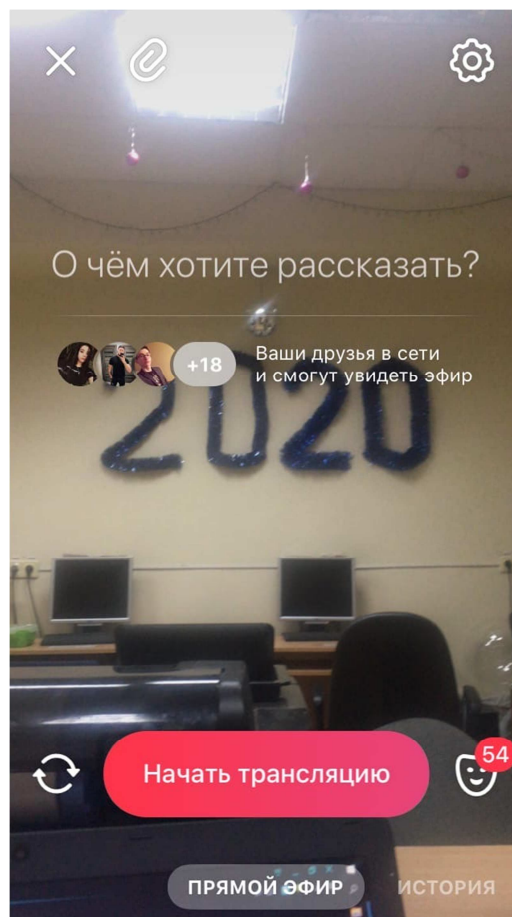 О чём хотите рассказать?
+18
Ваши друзья в сети
и смогут увидеть эфир
2020
54
Начать трансляцию
ПРЯМОЙ ЭФИР
ИСТОРИЯ